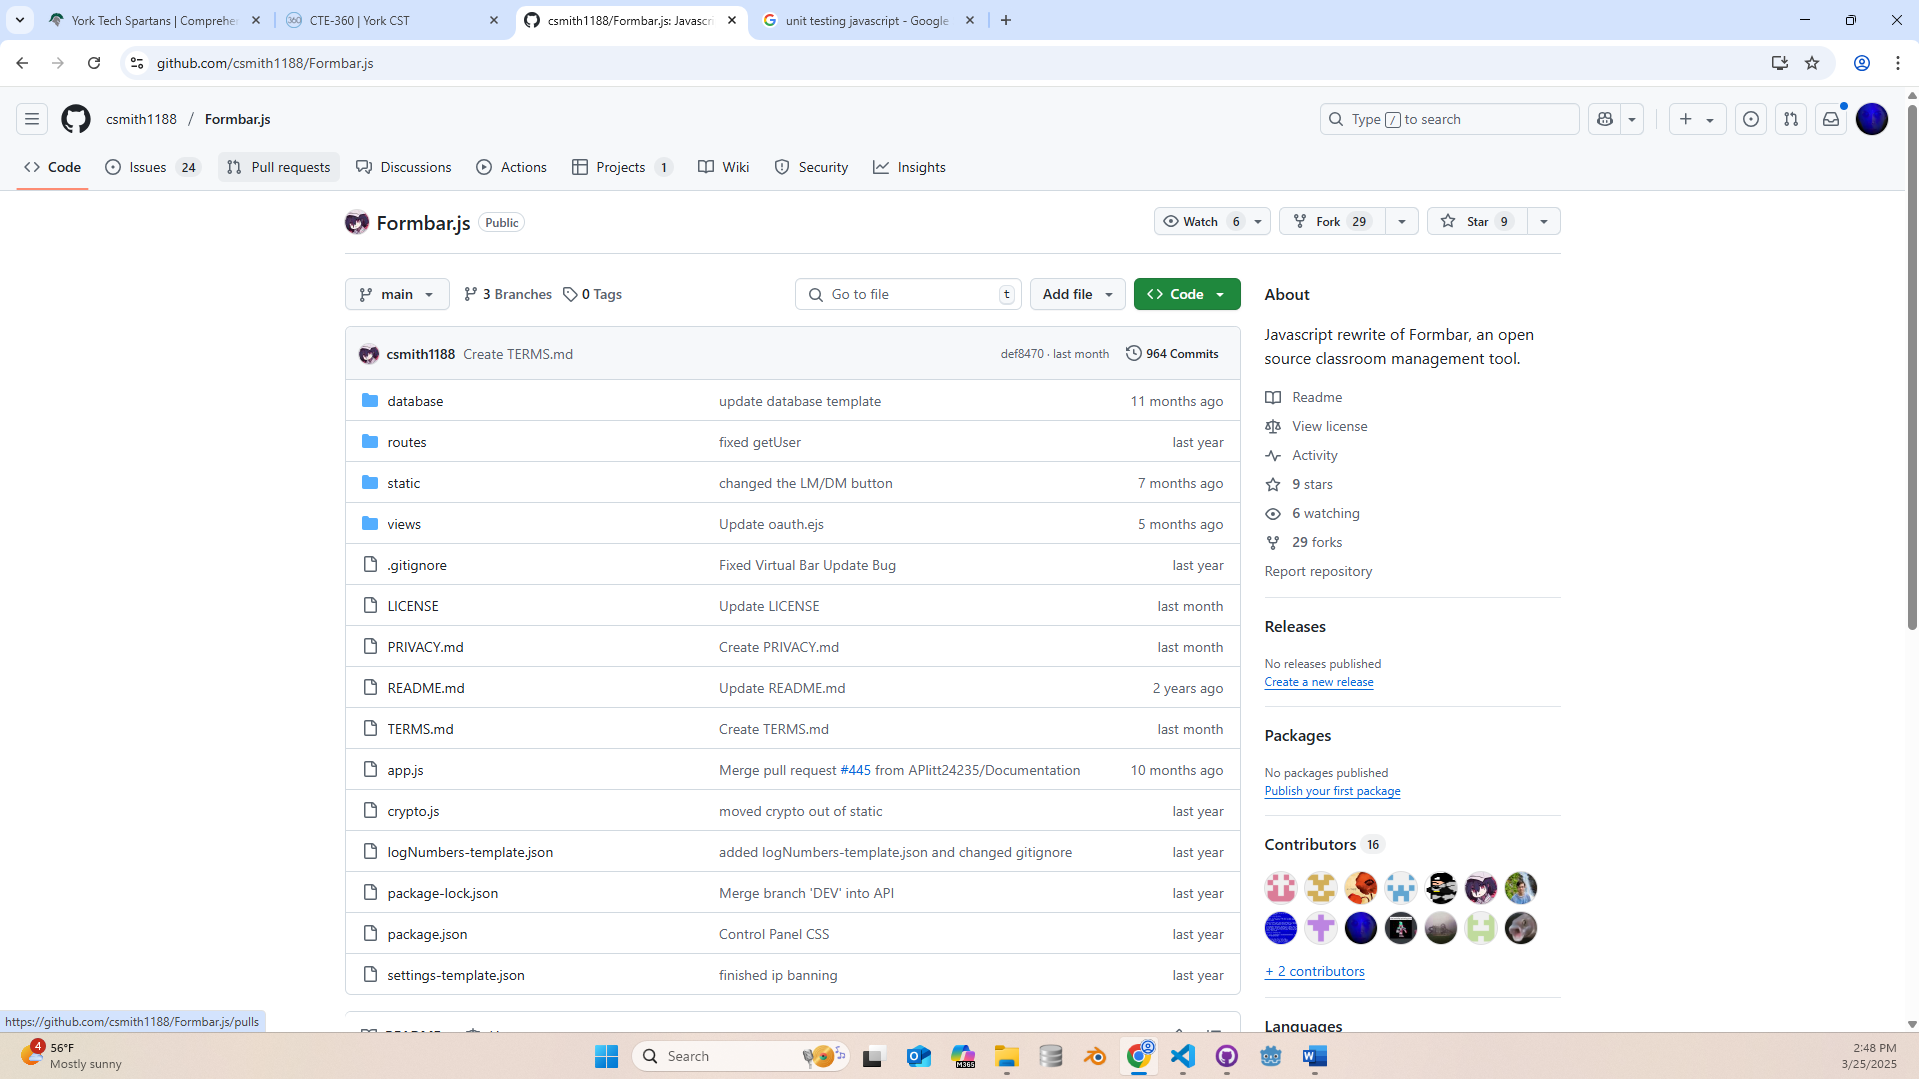 York Tech Spartans | Comprehe
CTE-360 | York CST
csmith1188/Formbar.js: Javascri
unit testing javascript - Google
github.com/csmith1188/Formbar.js
csmith1188 / Formbar.js
Type / to search
Code
Issues 24
Pull requests
Discussions
Actions
Projects 1
Wiki
Security
Insights
Formbar.js Public
Watch 6
Fork 29
Star 9
main
3 Branches
0 Tags
Go to file t
Add file
Code
csmith1188 Create TERMS.md def8470 · last month 964 Commits
database update database template 11 months ago
routes fixed getUser last year
static changed the LM/DM button 7 months ago
views Update oauth.ejs 5 months ago
.gitignore Fixed Virtual Bar Update Bug last year
LICENSE Update LICENSE last month
PRIVACY.md Create PRIVACY.md last month
README.md Update README.md 2 years ago
TERMS.md Create TERMS.md last month
app.js Merge pull request #445 from APlitt24235/Documentation 10 months ago
crypto.js moved crypto out of static last year
logNumbers-template.json added logNumbers-template.json and changed gitignore last year
package-lock.json Merge branch 'DEV' into API last year
package.json Control Panel CSS last year
settings-template.json finished ip banning last year
About
Javascript rewrite of Formbar, an open
source classroom management tool.
Readme
View license
Activity
9 stars
6 watching
29 forks
Report repository
Releases
No releases published
Create a new release
Packages
No packages published
Publish your first package
Contributors 16
+ 2 contributors
Languages
https://github.com/csmith1188/Formbar.js/pulls
4
56°F
Mostly sunny
Search
M365
2:48 PM
3/25/2025